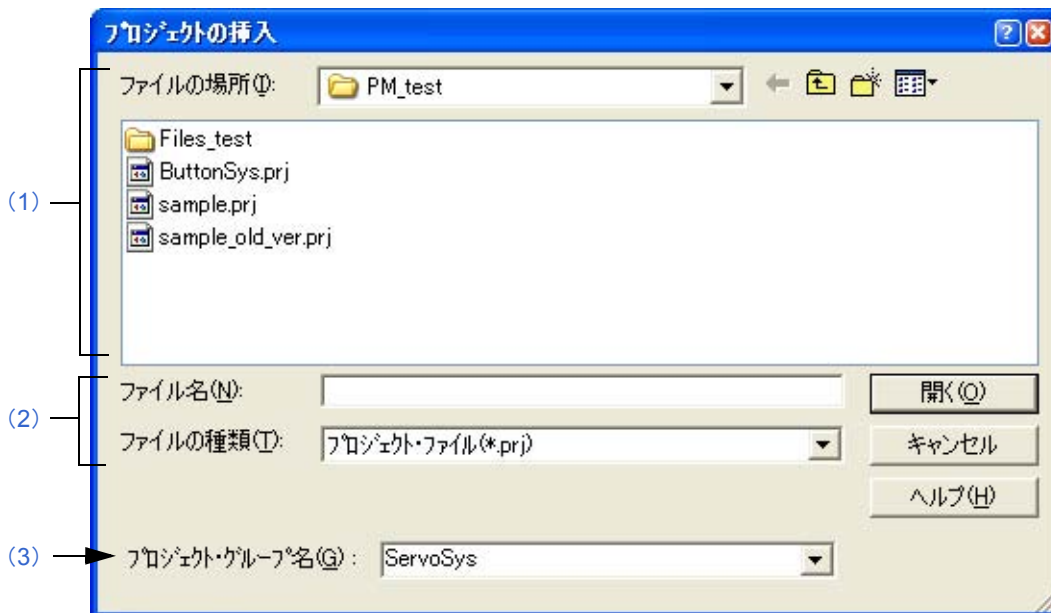 ﾌﾟﾛｼﾞｪｸﾄの挿入
ファイルの場所(I):
PM_test
Files_test
ButtonSys.prj
sample.prj
sample_old_ver.prj
(1)
ファイル名(N):
開く(O)
(2)
ファイルの種類(T):
ﾌﾟﾛｼﾞｪｸﾄ･ﾌｧｲﾙ(*.prj)
キャンセル
ヘルプ(H)
(3)
ﾌﾟﾛｼﾞｪｸﾄ･ｸﾞﾙｰﾌﾟ名(G) :
ServoSys